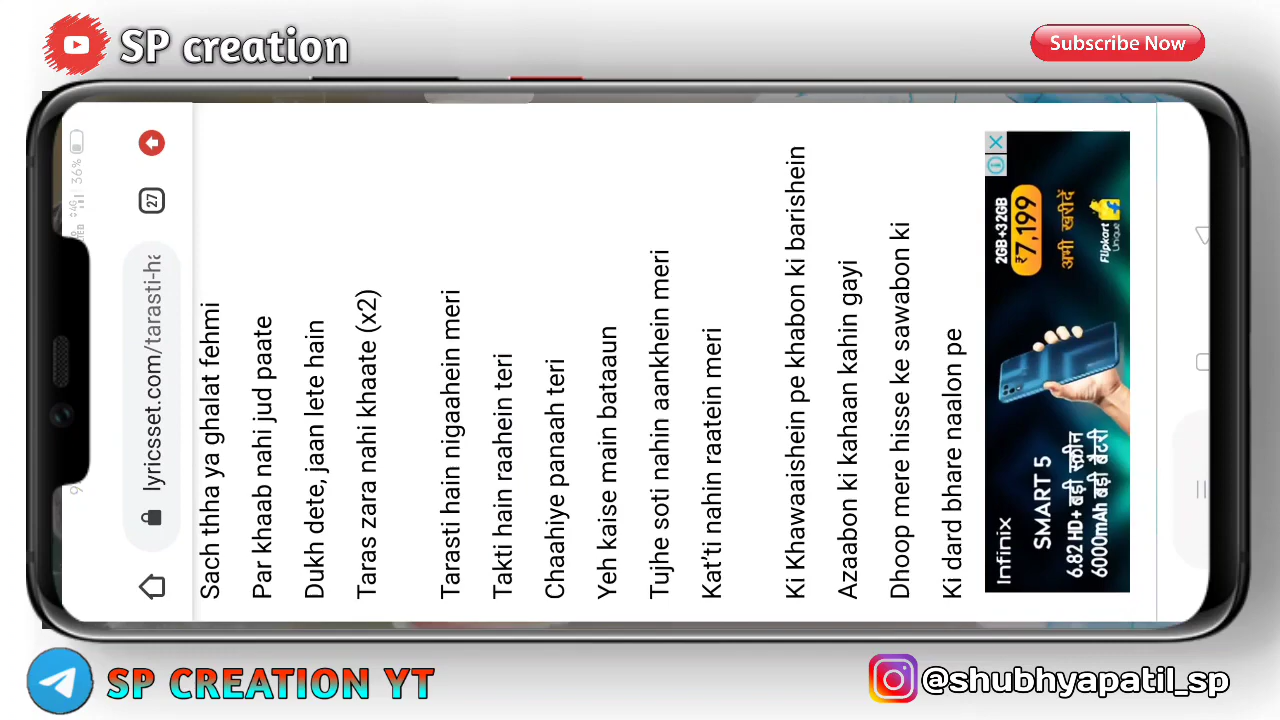 SP creation
Subscribe Now
36%
27
lyricsset.com/tarasti-ha
Sach thha ya ghalat fehmi
Par khaab nahi jud paate
Dukh dete, jaan lete hain
Taras zara nahi khaate (x2)
Tarasti hain nigaahein meri
Takti hain raahein teri
Chaahiye panaah teri
Yeh kaise main bataaun
Tujhe soti nahin aankhein meri
Kat'ti nahin raatein meri
Ki Khawaaishein pe khabon ki barishein
Azaabon ki kahaan kahin gayi
Dhoop mere hisse ke sawabon ki
Ki dard bhare naalon pe
Infinix
SMART 5
6.82 HD+ बड़ी स्क्रीन
6000mAh बड़ी बैटरी
2GB+32GB
₹7,199
अभी खरीदें
Flipkart
Unique
SP CREATION YT
@shubhyapatil_sp